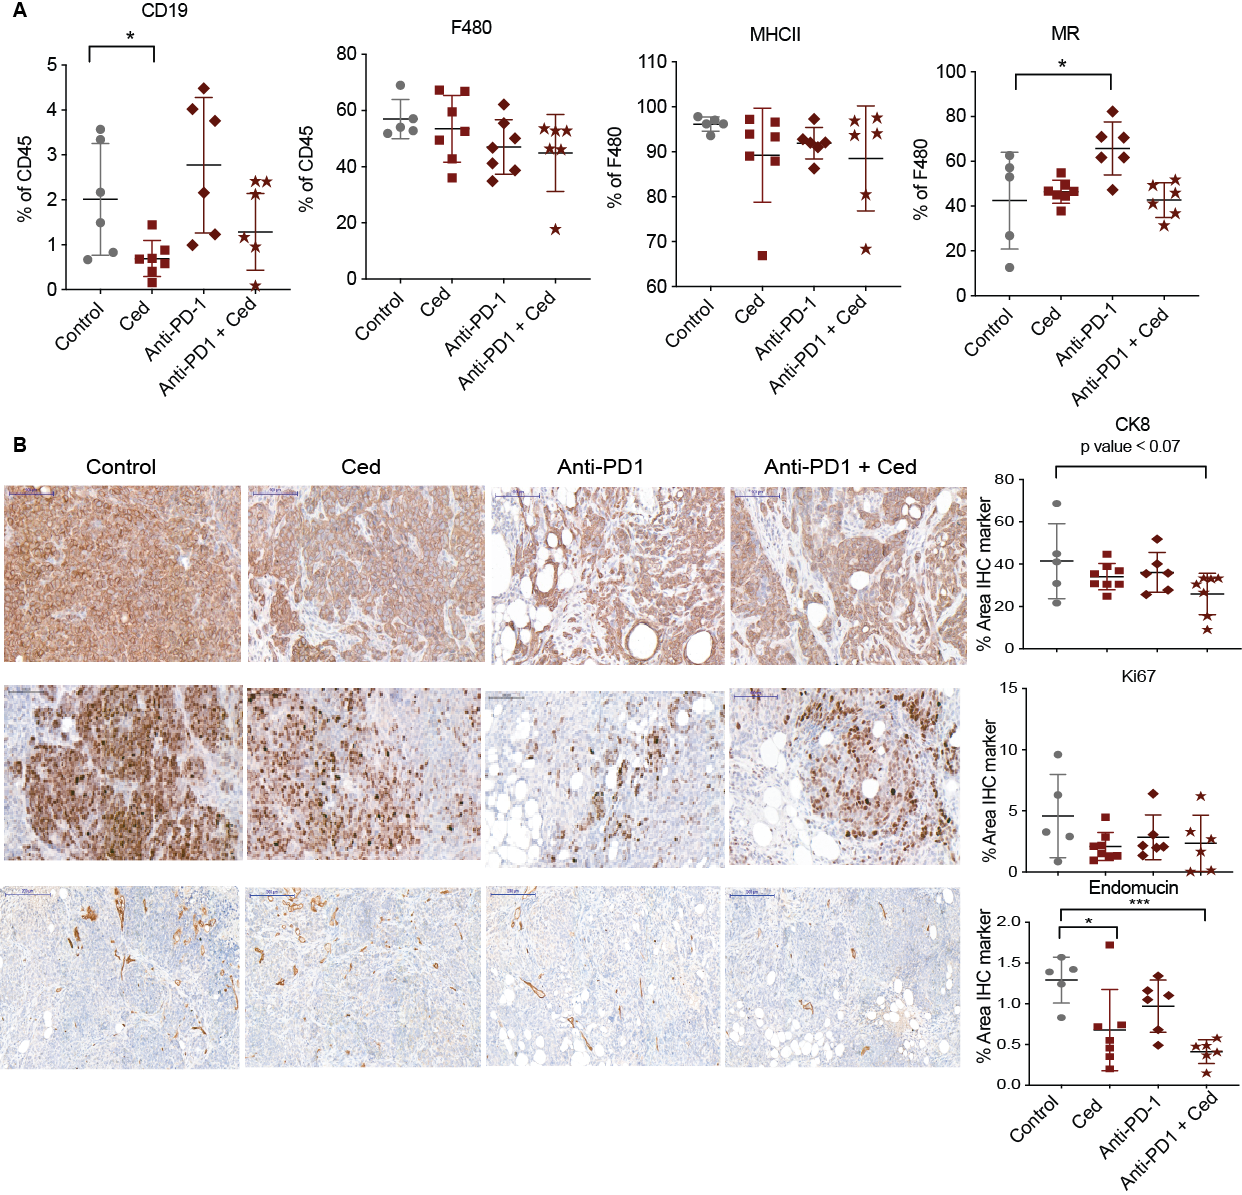 A
CD19
*
5
4
3
2
1
0
% of CD45
Control
Ced
Anti-PD-1
Anti-PD1 + Ced
F480
80
60
40
20
0
% of CD45
Control
Ced
Anti-PD-1
Anti-PD1 + Ced
MHCII
110
100
90
80
70
60
% of F480
Control
Ced
Anti-PD-1
Anti-PD1 + Ced
MR
*
100
80
60
40
20
0
% of F480
Control
Ced
Anti-PD-1
Anti-PD1 + Ced
B
Control
Ced
Anti-PD1
Anti-PD1 + Ced
CK8
p value < 0.07
80
60
40
20
0
% Area IHC marker
Ki67
15
10
5
0
% Area IHC marker
Endomucin
***
*
2.0
1.5
1.0
0.5
0.0
% Area IHC marker
Control
Ced
Anti-PD-1
Anti-PD1 + Ced